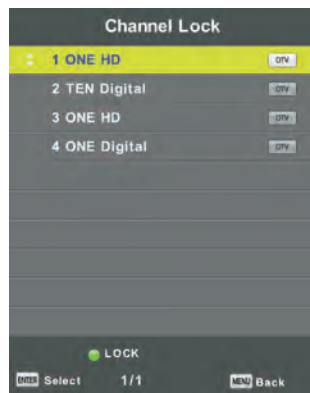 Channel Lock
1 ONE HD DTV
2 TEN Digital DTV
3 ONE HD DTV
4 ONE Digital DTV
LOCK
ENTER Select 1/1 MENU Back